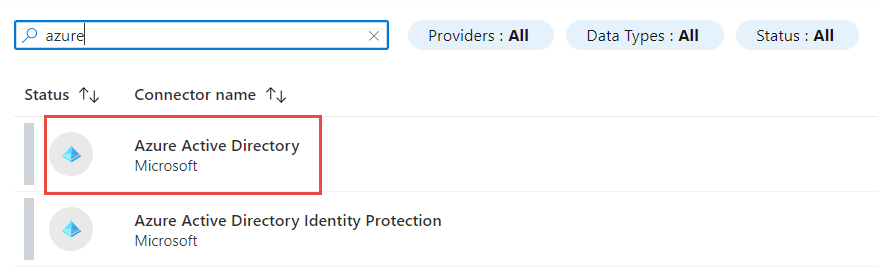 azure
Providers : All
Data Types : All
Status : All
Status
Connector name
Azure Active Directory
Microsoft
Azure Active Directory Identity Protection
Microsoft